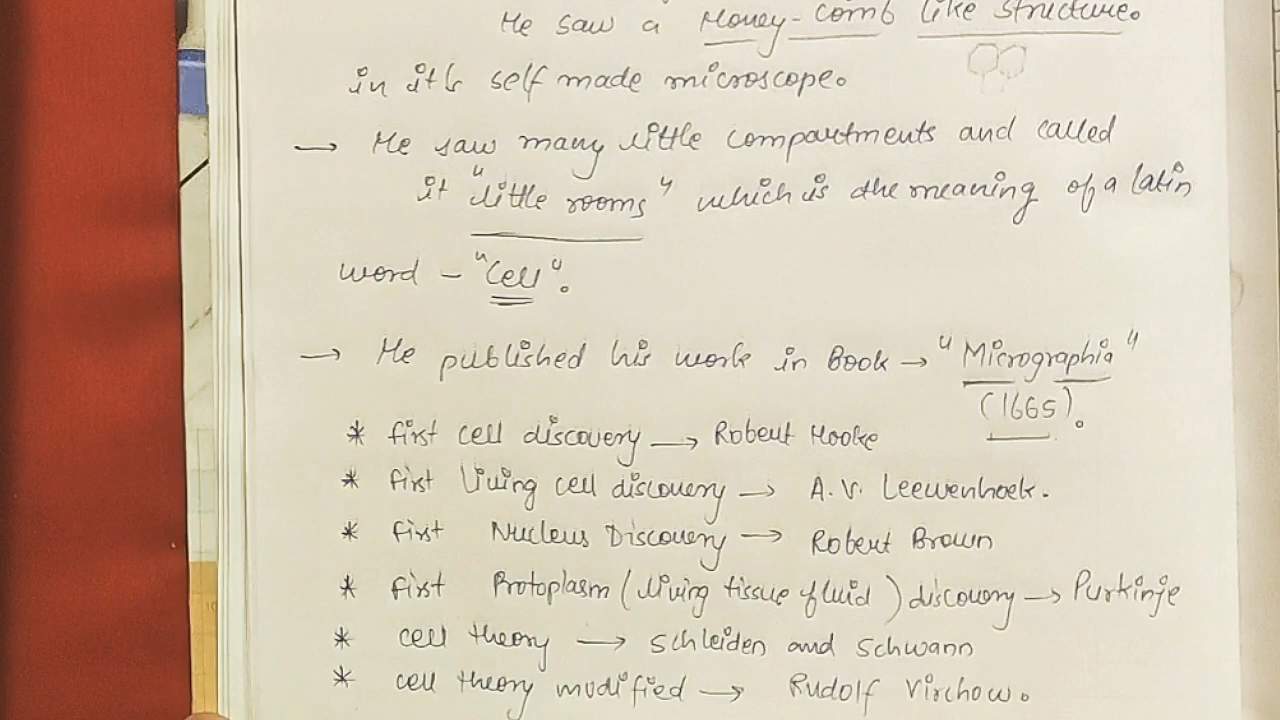 He saw a Honey-comb like structure.
in it's self made microscope.
→ He saw many little compartments and called
it "little rooms" which is the meaning of a latin
word - "Cell".
→ He published his work in Book → "Micrographia"
(1665).
* first cell discovery → Robert Hooke
* first living cell discovery → A.V. Leewenhoek.
* first Nucleus Discovery → Robert Brown
* first Protoplasm (living tissue fluid) discovery → Purkinje
* cell theory → Schleiden and Schwann
* cell theory modified → Rudolf Virchow.